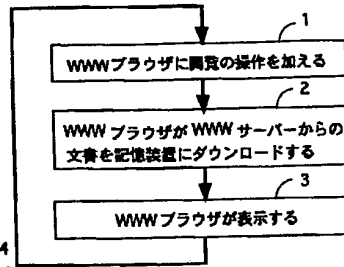 1
WWWブラウザに閲覧の操作を加える
2
WWWブラウザがWWWサーバーからの
文書を記憶装置にダウンロードする
3
WWWブラウザが表示する
4